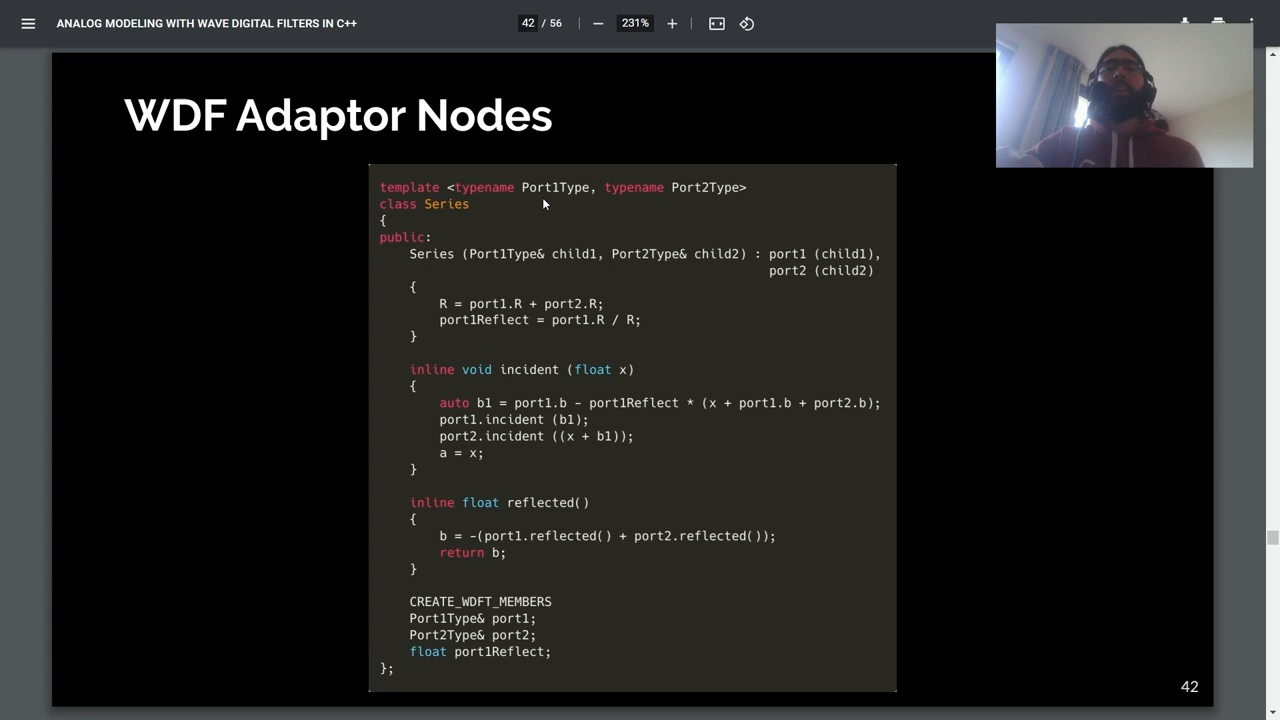 ANALOG MODELING WITH WAVE DIGITAL FILTERS IN C++
42 / 56
231%
WDF Adaptor Nodes
template <typename Port1Type, typename Port2Type>
class Series
{
public:
Series (Port1Type& child1, Port2Type& child2) : port1 (child1),
port2 (child2)
{
R = port1.R + port2.R;
port1Reflect = port1.R / R;
}
inline void incident (float x)
{
auto b1 = port1.b - port1Reflect * (x + port1.b + port2.b);
port1.incident (b1);
port2.incident ((x + b1));
a = x;
}
inline float reflected()
{
b = -(port1.reflected() + port2.reflected());
return b;
}
CREATE_WDFT_MEMBERS
Port1Type& port1;
Port2Type& port2;
float port1Reflect;
};
42